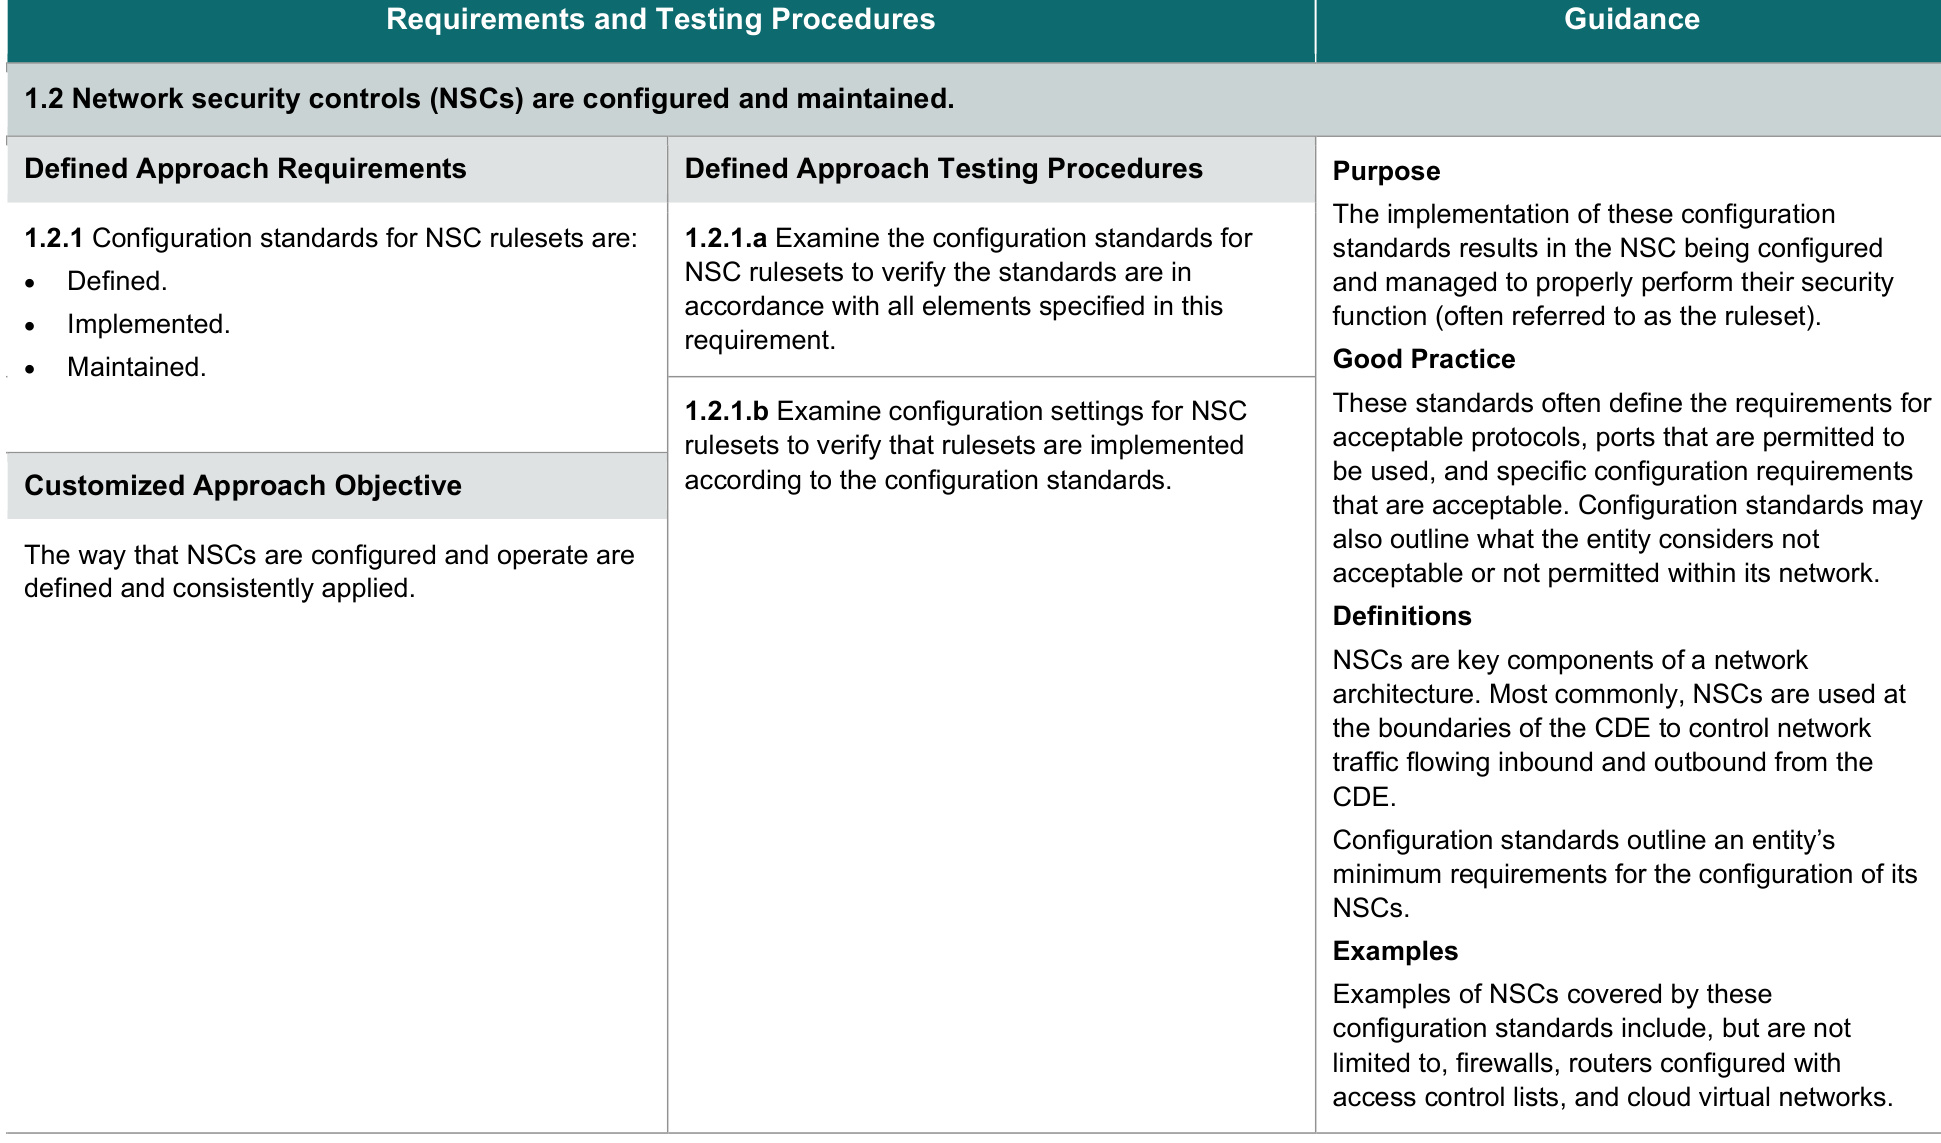 Requirements and Testing Procedures
Guidance
1.2 Network security controls (NSCs) are configured and maintained.
Defined Approach Requirements
1.2.1 Configuration standards for NSC rulesets are:
• Defined.
• Implemented.
• Maintained.
Customized Approach Objective
The way that NSCs are configured and operate are
defined and consistently applied.
Defined Approach Testing Procedures
1.2.1.a Examine the configuration standards for
NSC rulesets to verify the standards are in
accordance with all elements specified in this
requirement.
1.2.1.b Examine configuration settings for NSC
rulesets to verify that rulesets are implemented
according to the configuration standards.
Purpose
The implementation of these configuration
standards results in the NSC being configured
and managed to properly perform their security
function (often referred to as the ruleset).
Good Practice
These standards often define the requirements for
acceptable protocols, ports that are permitted to
be used, and specific configuration requirements
that are acceptable. Configuration standards may
also outline what the entity considers not
acceptable or not permitted within its network.
Definitions
NSCs are key components of a network
architecture. Most commonly, NSCs are used at
the boundaries of the CDE to control network
traffic flowing inbound and outbound from the
CDE.
Configuration standards outline an entity’s
minimum requirements for the configuration of its
NSCs.
Examples
Examples of NSCs covered by these
configuration standards include, but are not
limited to, firewalls, routers configured with
access control lists, and cloud virtual networks.